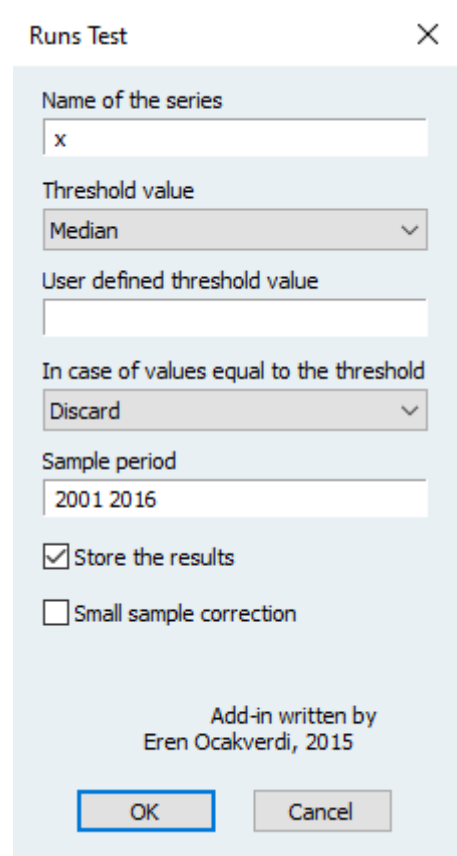 Runs Test
Name of the series
x
Threshold value
Median
User defined threshold value
In case of values equal to the threshold
Discard
Sample period
2001 2016
Store the results
Small sample correction
Add-in written by
Eren Ocakverdi, 2015
OK Cancel